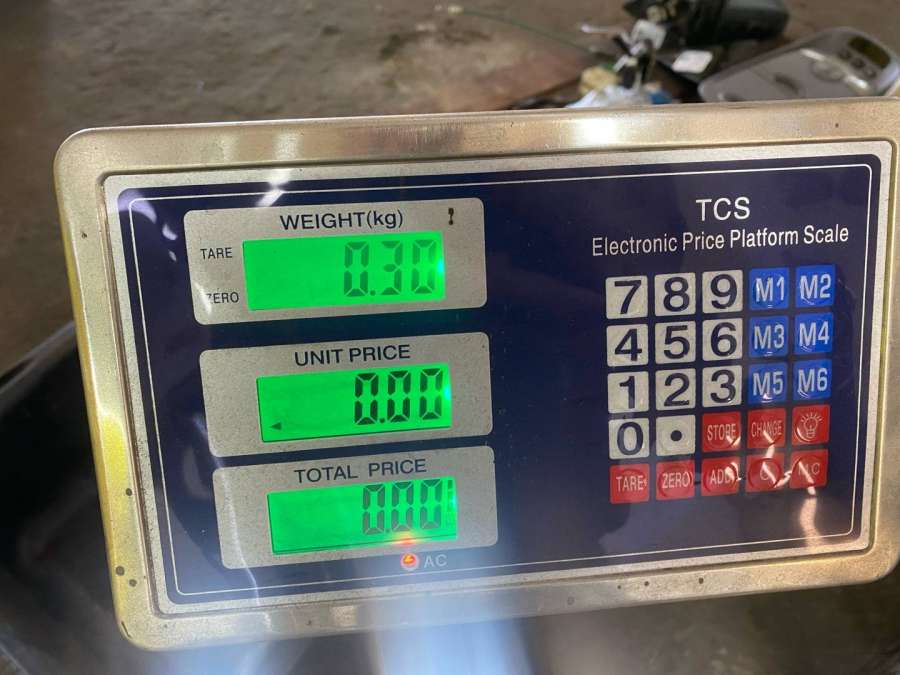 WEIGHT(kg)
TARE
0.30
ZERO
UNIT PRICE
0.00
TOTAL PRICE
0.00
AC
TCS
Electronic Price Platform Scale
7 8 9 M1 M2
4 5 6 M3 M4
1 2 3 M5 M6
0 . STORE CHANGE
TARE ZERO ADD